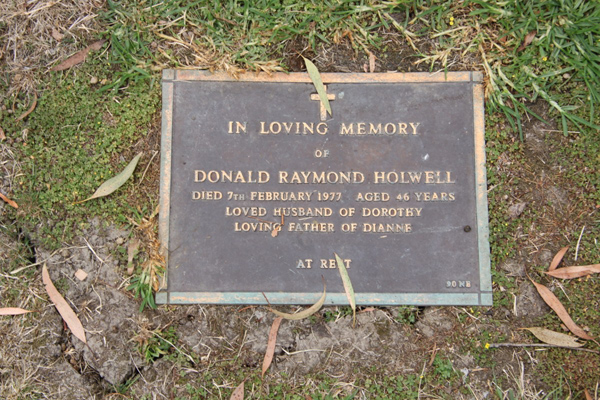 IN LOVING MEMORY
OF
DONALD RAYMOND HOLWELL
DIED 7TH FEBRUARY 1977 AGED 46 YEARS
LOVED HUSBAND OF DOROTHY
LOVING FATHER OF DIANNE
AT REST